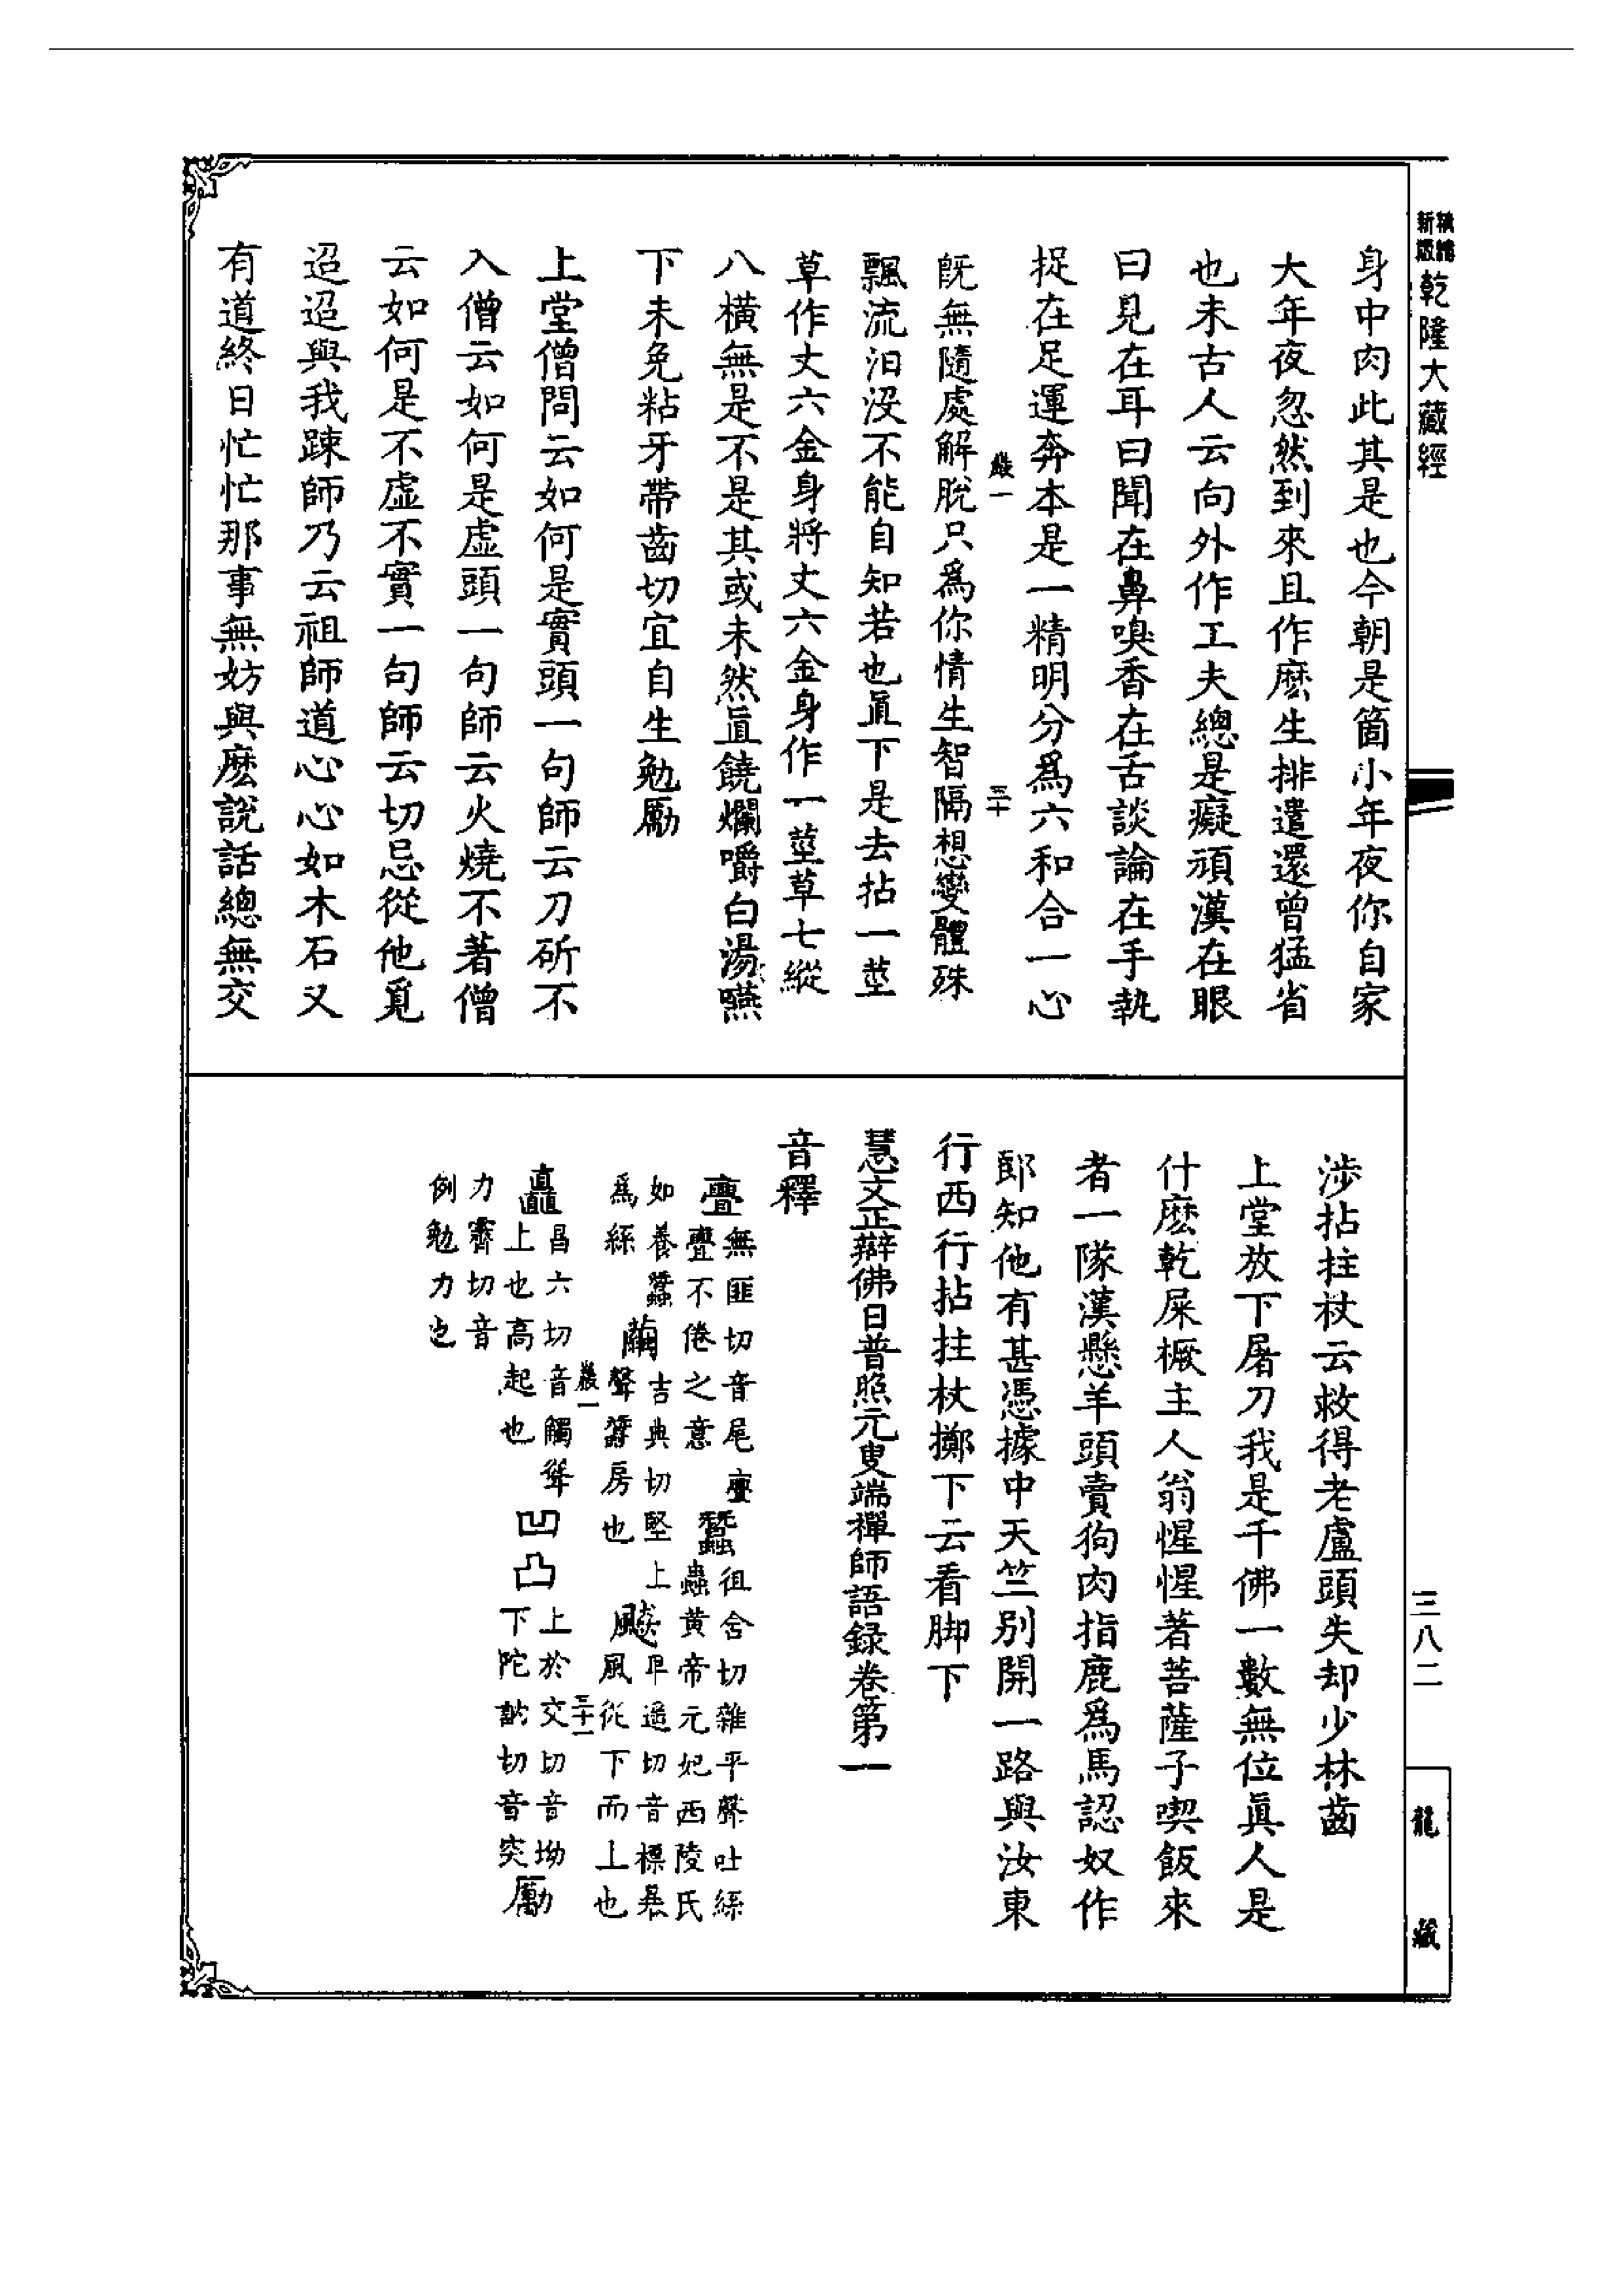 新版
精縮
乾隆大藏經
三八二
龍藏
身中肉此其是也今朝是箇小年夜你自家
大年夜忽然到來且作麽生排遣還曾猛省
也未古人云向外作工夫總是癡頑漢在眼
曰見在耳曰聞在鼻嗅香在舌談論在手執
捉在足運奔本是一精明分爲六和合一心
嚴一
三十
既無隨處解脫只爲你情生智隔想變體殊
飄流汩没不能自知若也直下是去拈一莖
草作丈六金身將丈六金身作一莖草七縱
八橫無是不是其或未然直饒爛嚼白湯嚥
下未免粘牙帶齒切宜自生勉勵
上堂僧問云如何是實頭一句師云刀斫不
入僧云如何是虛頭一句師云火燒不著僧
云如何是不虛不實一句師云切忌從他覓
迢迢與我踈師乃云祖師道心心如木石又
有道終日忙忙那事無妨與麽說話總無交
涉拈拄杖云救得老盧頭失却少林齒
上堂放下屠刀我是千佛一數無位眞人是
什麽乾屎橛主人翁惺惺著菩薩子喫飯來
者一隊漢懸羊頭賣狗肉指鹿爲馬認奴作
郎知他有甚憑據中天竺別開一路與汝東
行西行拈拄杖擲下云看脚下
慧文正辯佛日普照元叟端禪師語録卷第一
音釋
亹
無匪切音尾亹
亹不倦之意
蠶
徂含切雜平聲吐絲
蟲黃帝元妃西陵氏
如養蠶
爲絲
繭
吉典切堅上
聲蠶房也
飈
卑遥切音標暴
風風從下而上也
嚴一
三十一
矗
昌六切音觸聳
上也高起也
凹凸
上於交切音坳
下陀訥切音突
勵
力霽切音
例勉力也